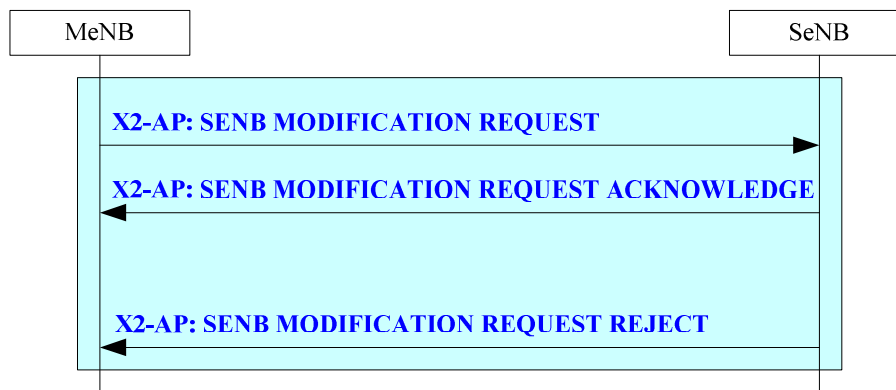 MeNB
SeNB
X2-AP: SENB MODIFICATION REQUEST
X2-AP: SENB MODIFICATION REQUEST ACKNOWLEDGE
X2-AP: SENB MODIFICATION REQUEST REJECT